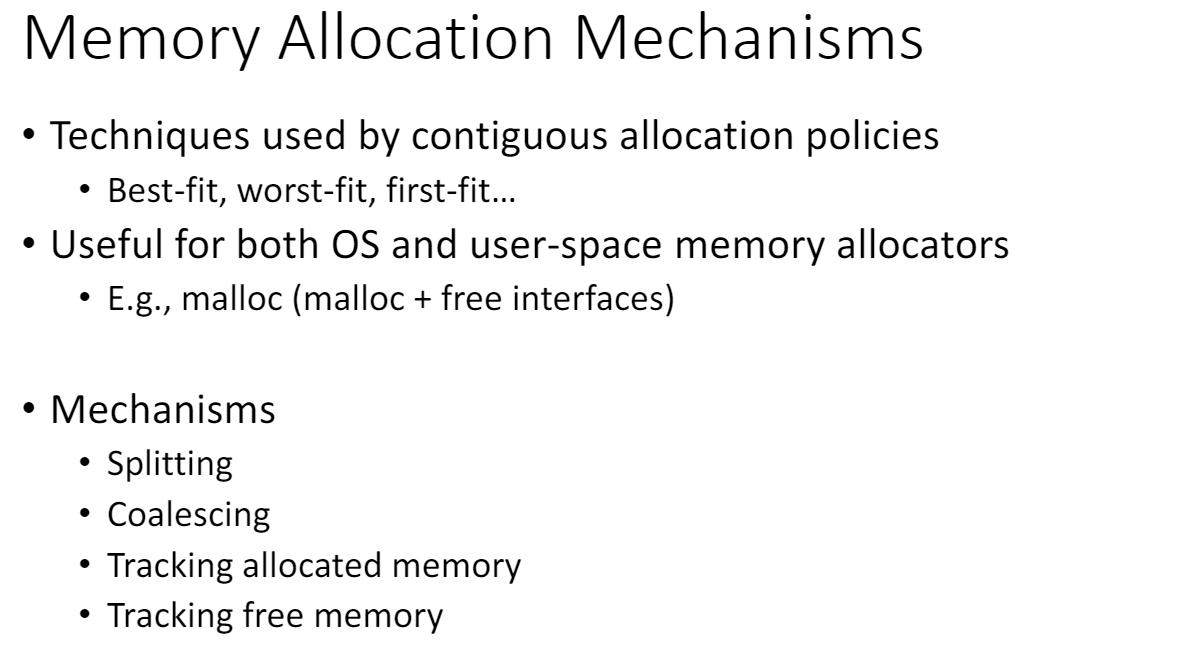 Memory Allocation Mechanisms
• Techniques used by contiguous allocation policies
• Best-fit, worst-fit, first-fit…
• Useful for both OS and user-space memory allocators
• E.g., malloc (malloc + free interfaces)
• Mechanisms
• Splitting
• Coalescing
• Tracking allocated memory
• Tracking free memory